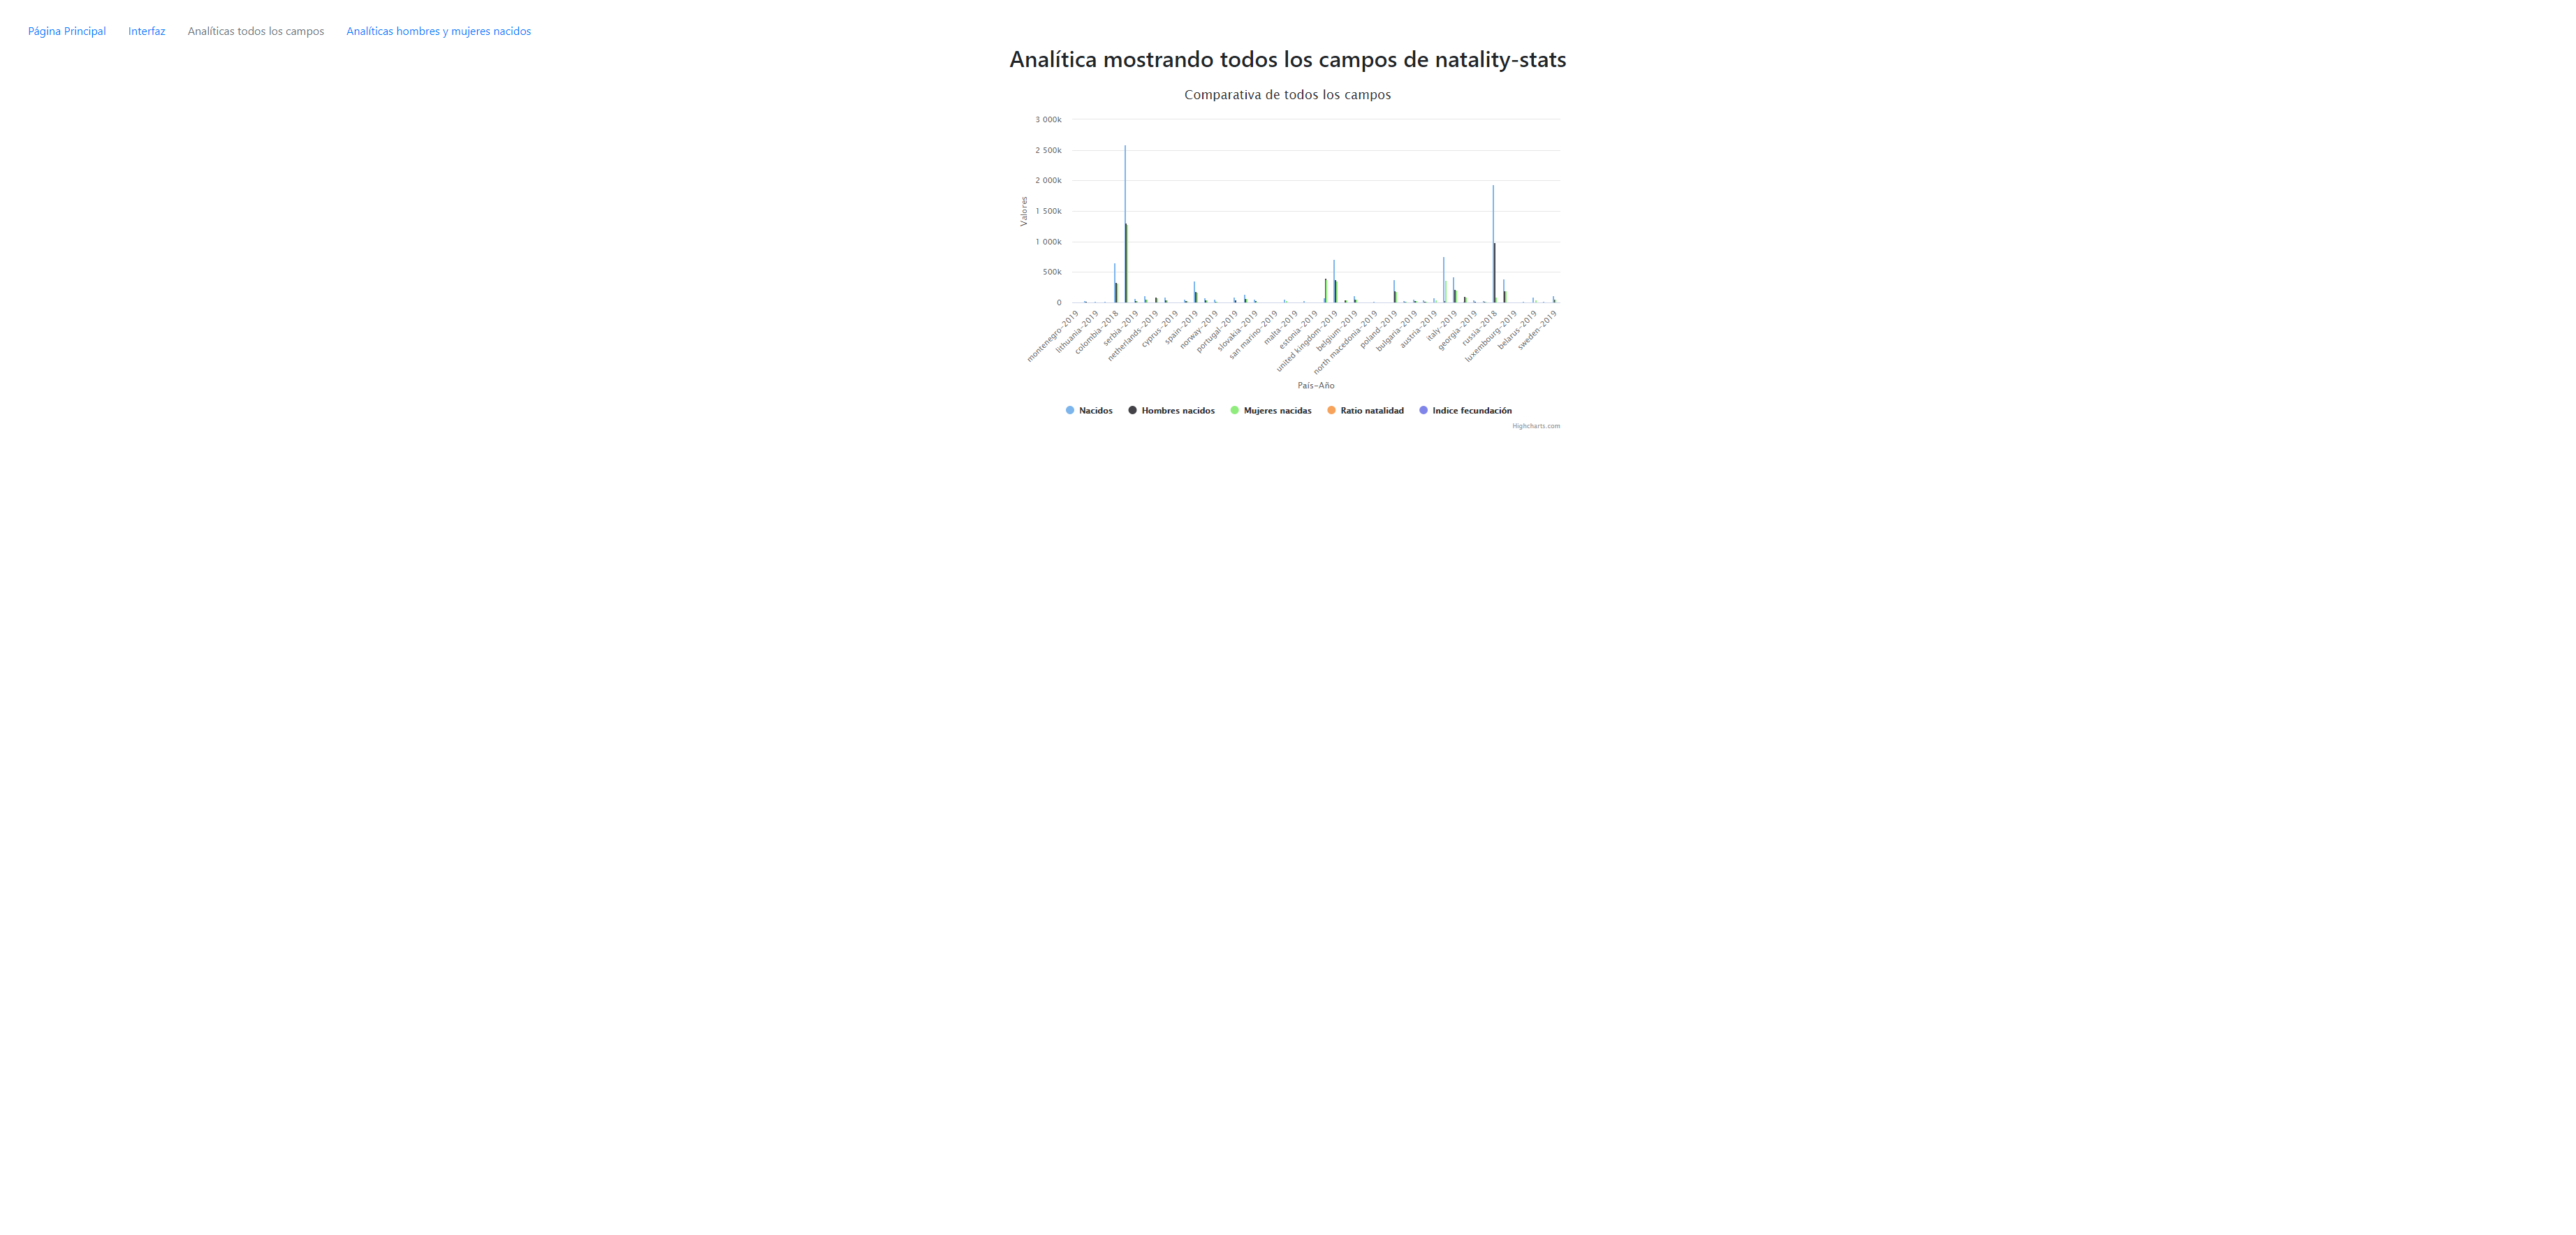 Página Principal Interfaz Analíticas todos los campos Analíticas hombres y mujeres nacidos
Analítica mostrando todos los campos de natality-stats
Comparativa de todos los campos
3 000k
2 500k
2 000k
1 500k
1 000k
500k
0
Valores
montenegro-2019
lithuania-2019
colombia-2018
serbia-2019
netherlands-2019
cyprus-2019
spain-2019
norway-2019
portugal-2019
slovakia-2019
san marino-2019
malta-2019
estonia-2019
united kingdom-2019
belgium-2019
north macedonia-2019
poland-2019
bulgaria-2019
austria-2019
italy-2019
georgia-2019
russia-2018
luxembourg-2019
belarus-2019
sweden-2019
País-Año
Nacidos Hombres nacidos Mujeres nacidas Ratio natalidad Indice fecundación
Highcharts.com